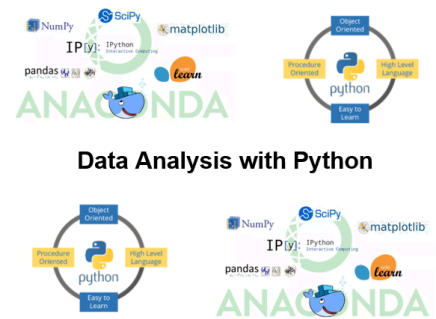 SciPy
NumPy
matplotlib
IP[y]: IPython
Interactive Computing
pandas
learn
ANACONDA
Object
Oriented
Procedure
Oriented
High Level
Language
python
Easy to
Learn
Data Analysis with Python
Object
Oriented
Procedure
Oriented
High Level
Language
python
Easy to
Learn
SciPy
NumPy
matplotlib
IP[y]: IPython
Interactive Computing
pandas
learn
ANACONDA